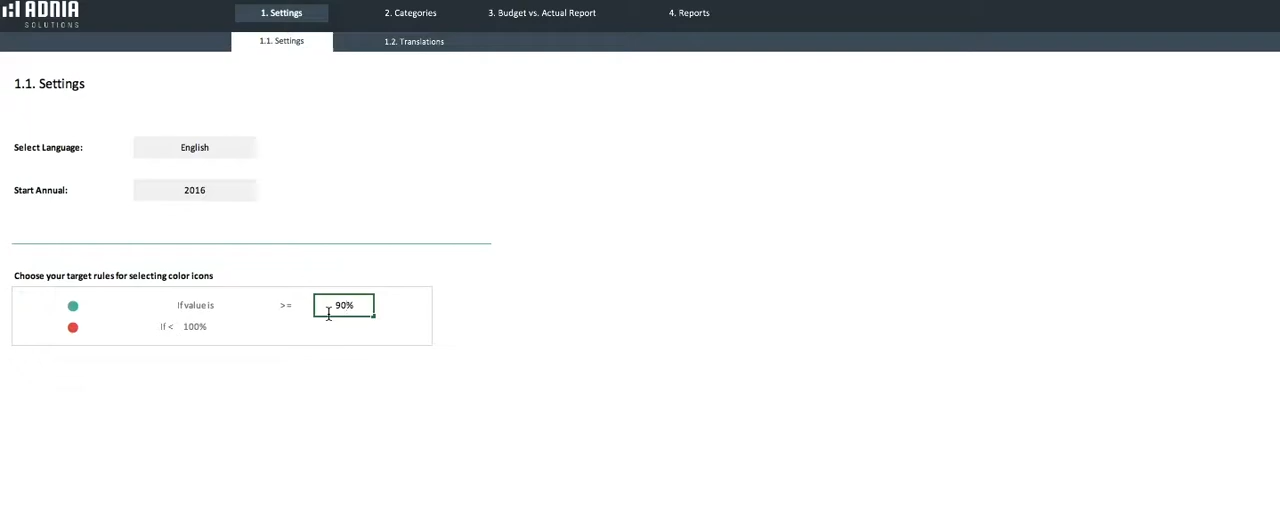 ADNIA
SOLUTIONS
1. Settings
2. Categories
3. Budget vs. Actual Report
4. Reports
1.1. Settings
1.2. Translations
1.1. Settings
Select Language: English
Start Annual: 2016
Choose your target rules for selecting color icons
If value is >= 90%
If < 100%